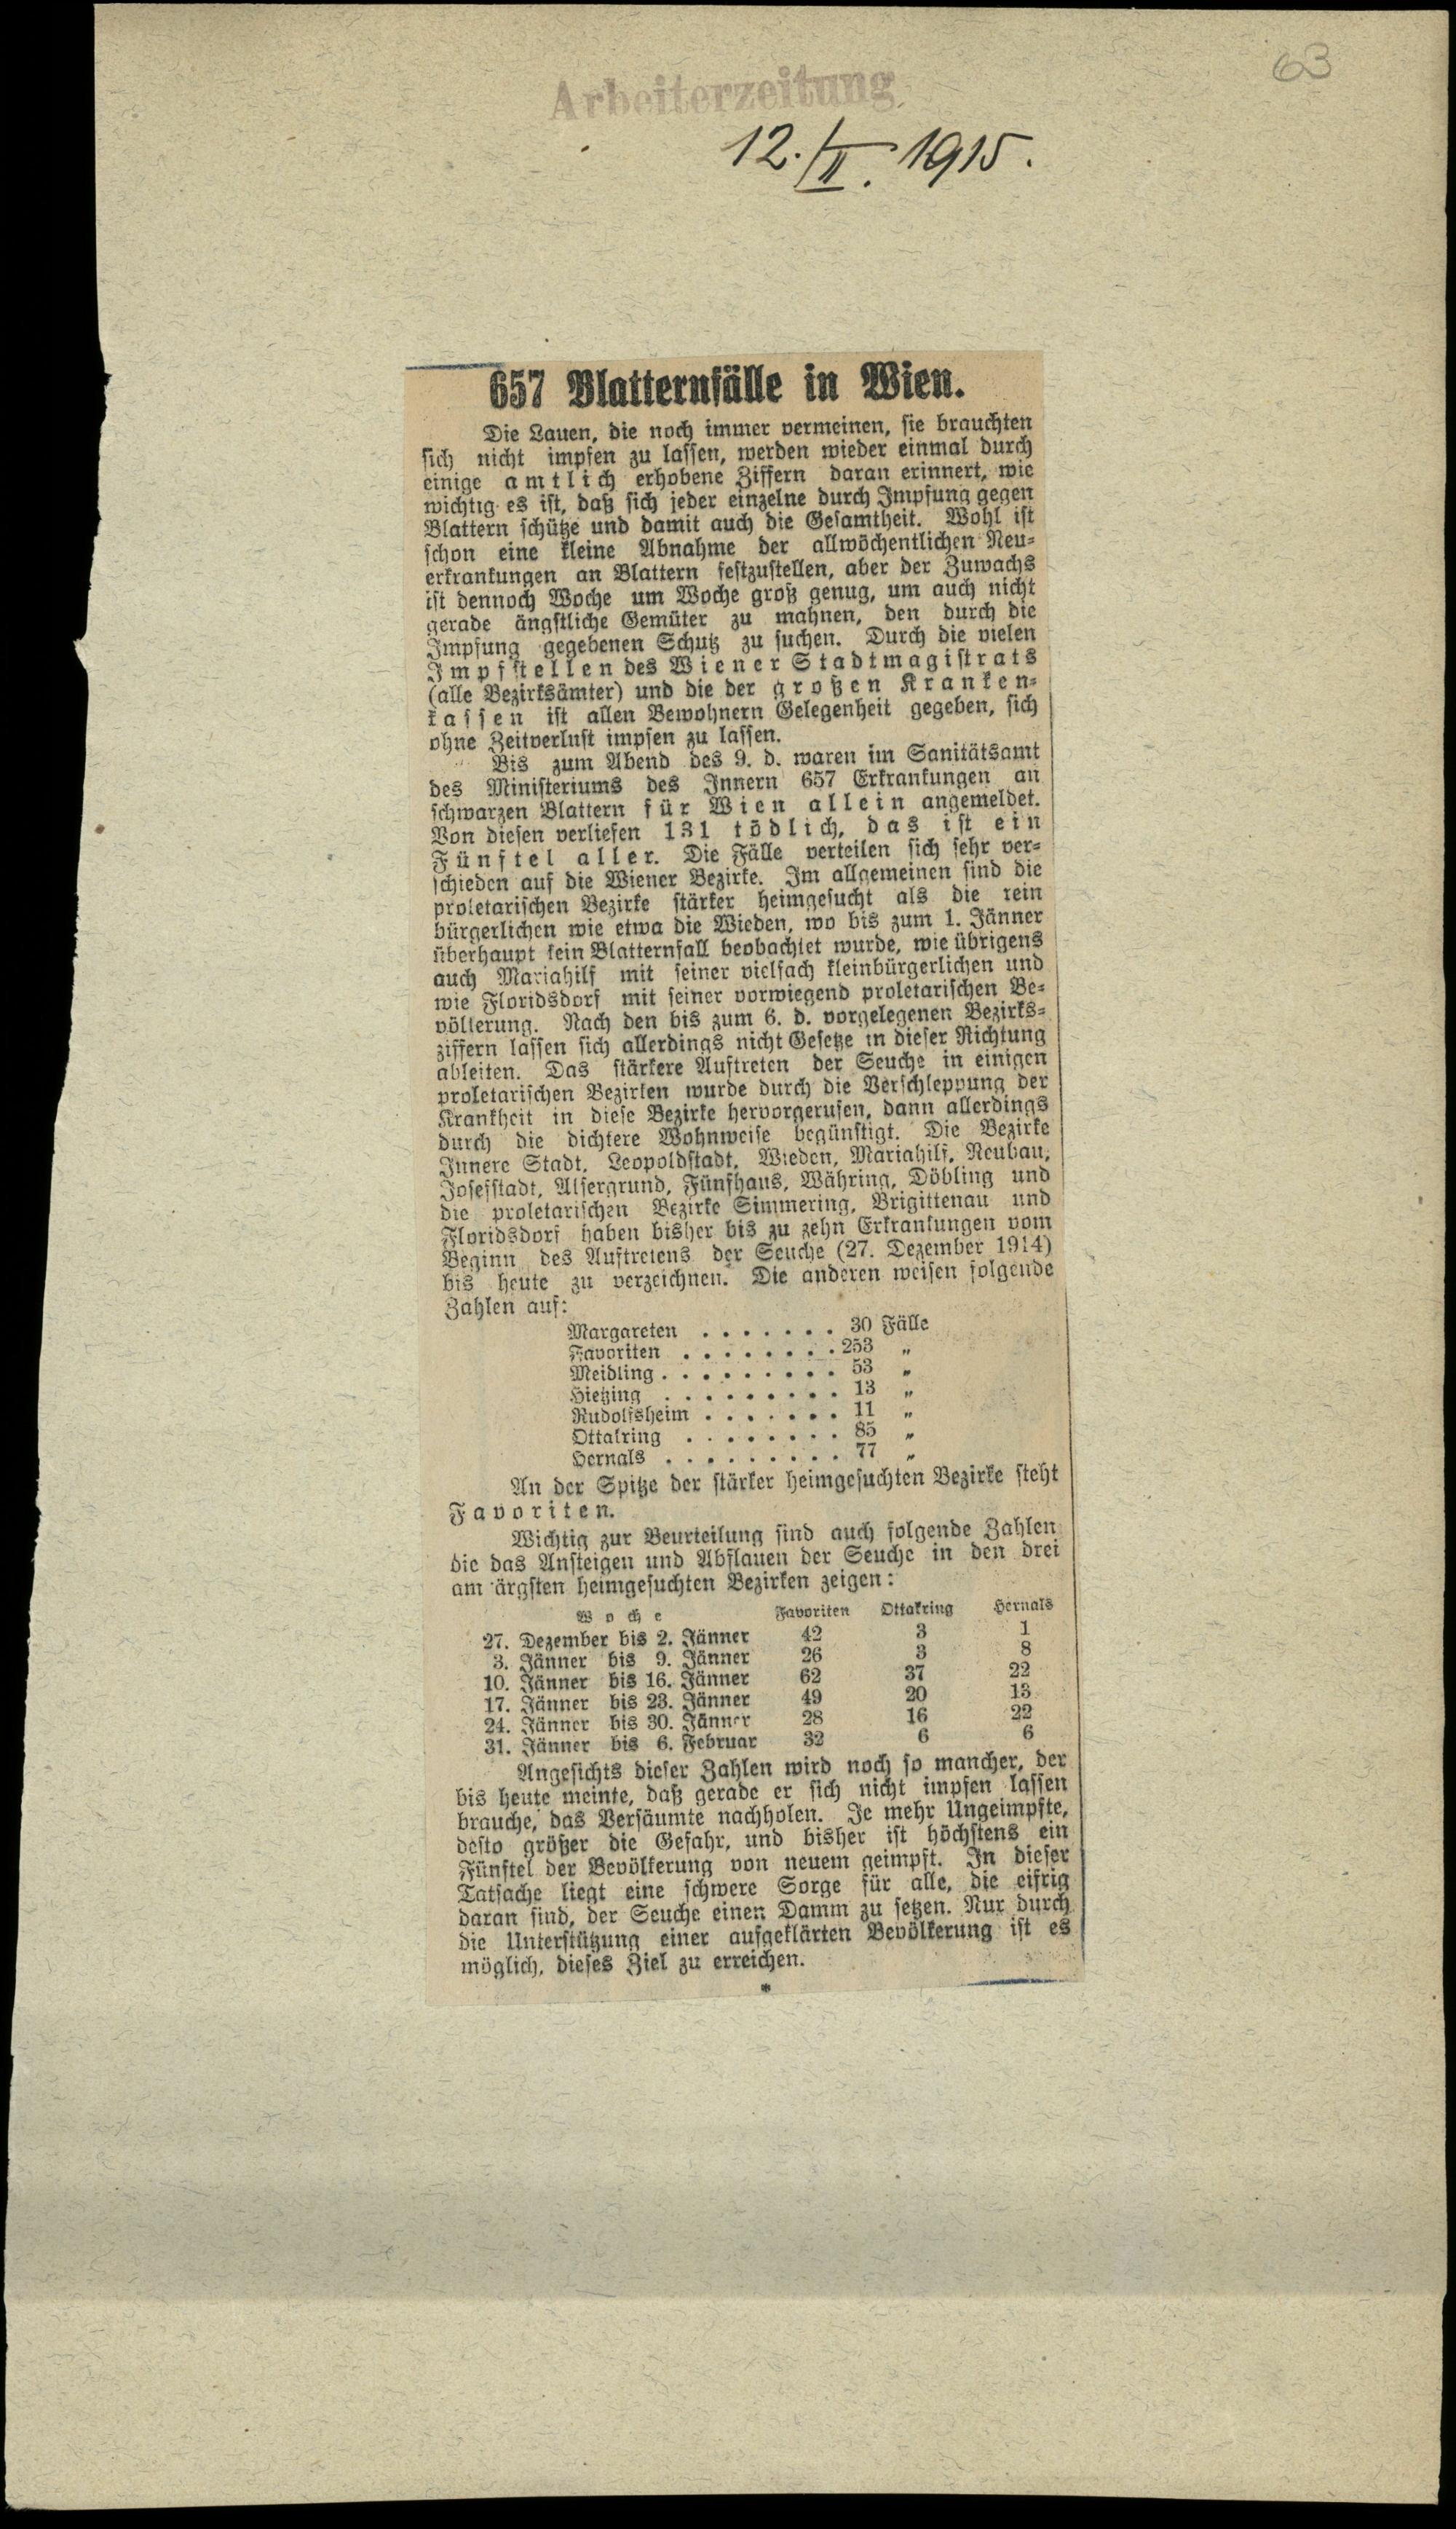 63
Arbeiterzeitung
12./II. 1915.
657 Blatternfälle in Wien.
Die Lauen, die noch immer vermeinen, sie brauchten
sich nicht impfen zu lassen, werden wieder einmal durch
einige amtlich erhobene Ziffern daran erinnert, wie
wichtig es ist, daß sich jeder einzelne durch Impfung gegen
Blattern schütze und damit auch die Gesamtheit. Wohl ist
schon eine kleine Abnahme der allwöchentlichen Neu-
erkrankungen an Blattern festzustellen, aber der Zuwachs
ist dennoch Woche um Woche groß genug, um auch nicht
gerade ängstliche Gemüter zu mahnen, den durch die
Impfung gegebenen Schutz zu suchen. Durch die vielen
Impfstellen des Wiener Stadtmagistrats
(alle Bezirksämter) und die der großen Kranken-
kassen ist allen Bewohnern Gelegenheit gegeben, sich
ohne Zeitverlust impfen zu lassen.
Bis zum Abend des 9. d. waren im Sanitätsamt
des Ministeriums des Innern 657 Erkrankungen an
schwarzen Blattern für Wien allein angemeldet.
Von diesen verliefen 131 tödlich, das ist ein
Fünftel aller. Die Fälle verteilen sich sehr ver-
schieden auf die Wiener Bezirke. Im allgemeinen sind die
proletarischen Bezirke stärker heimgesucht als die rein
bürgerlichen wie etwa die Wieden, wo bis zum 1. Jänner
überhaupt kein Blatternfall beobachtet wurde, wie übrigens
auch Mariahilf mit seiner vielfach kleinbürgerlichen und
wie Floridsdorf mit seiner vorwiegend proletarischen Be-
völkerung. Nach den bis zum 6. d. vorgelegenen Bezirks-
ziffern lassen sich allerdings nicht Gesetze in dieser Richtung
ableiten. Das stärkere Auftreten der Seuche in einigen
proletarischen Bezirken wurde durch die Verschleppung der
Krankheit in diese Bezirke hervorgerufen, dann allerdings
durch die dichtere Wohnweise begünstigt. Die Bezirke
Innere Stadt, Leopoldstadt, Wieden, Mariahilf, Neubau,
Josefstadt, Alsergrund, Fünfhaus, Währing, Döbling und
die proletarischen Bezirke Simmering, Brigittenau und
Floridsdorf haben bisher bis zu zehn Erkrankungen vom
Beginn des Auftretens der Seuche (27. Dezember 1914)
bis heute zu verzeichnen. Die anderen weisen folgende
Zahlen auf:
Margareten . . . . . . . 30 Fälle
Favoriten . . . . . . . . 253 „
Meidling . . . . . . . . . 53 „
Hietzing . . . . . . . . . 13 „
Rudolfsheim . . . . . . . 11 „
Ottakring . . . . . . . . 85 „
Hernals . . . . . . . . . 77 „
An der Spitze der stärker heimgesuchten Bezirke steht
Favoriten.
Wichtig zur Beurteilung sind auch folgende Zahlen
die das Ansteigen und Abflauen der Seuche in den drei
am ärgsten heimgesuchten Bezirken zeigen:
Woche Favoriten Ottakring Hernals
27. Dezember bis 2. Jänner 42 3 1
3. Jänner bis 9. Jänner 26 3 8
10. Jänner bis 16. Jänner 62 37 22
17. Jänner bis 23. Jänner 49 20 13
24. Jänner bis 30. Jänner 28 16 22
31. Jänner bis 6. Februar 32 6 6
Angesichts dieser Zahlen wird noch so mancher, der
bis heute meinte, daß gerade er sich nicht impfen lassen
brauche, das Versäumte nachholen. Je mehr Ungeimpfte,
desto größer die Gefahr, und bisher ist höchstens ein
Fünftel der Bevölkerung von neuem geimpft. In dieser
Tatsache liegt eine schwere Sorge für alle, die eifrig
daran sind, der Seuche einen Damm zu setzen. Nur durch
die Unterstützung einer aufgeklärten Bevölkerung ist es
möglich, dieses Ziel zu erreichen.
*